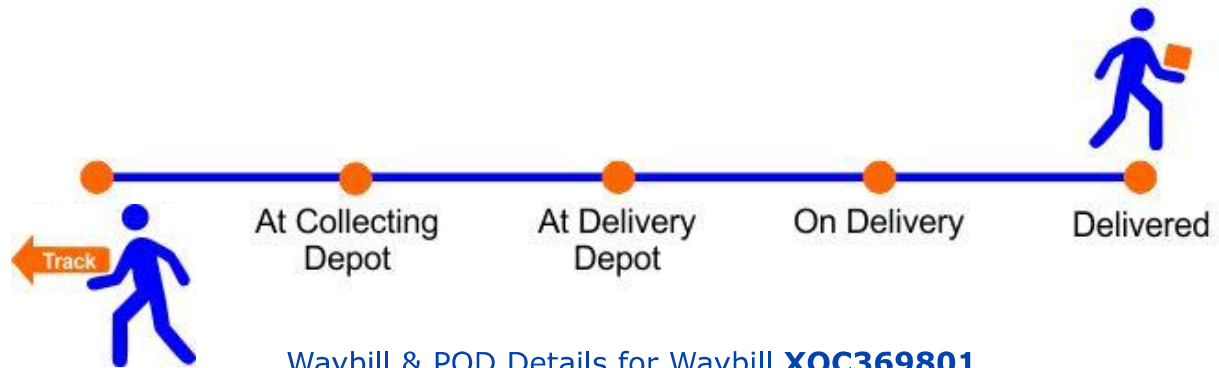 At Collecting
Depot
At Delivery
Depot
On Delivery
Delivered
Track
Waybill & POD Details for Waybill XOC369801